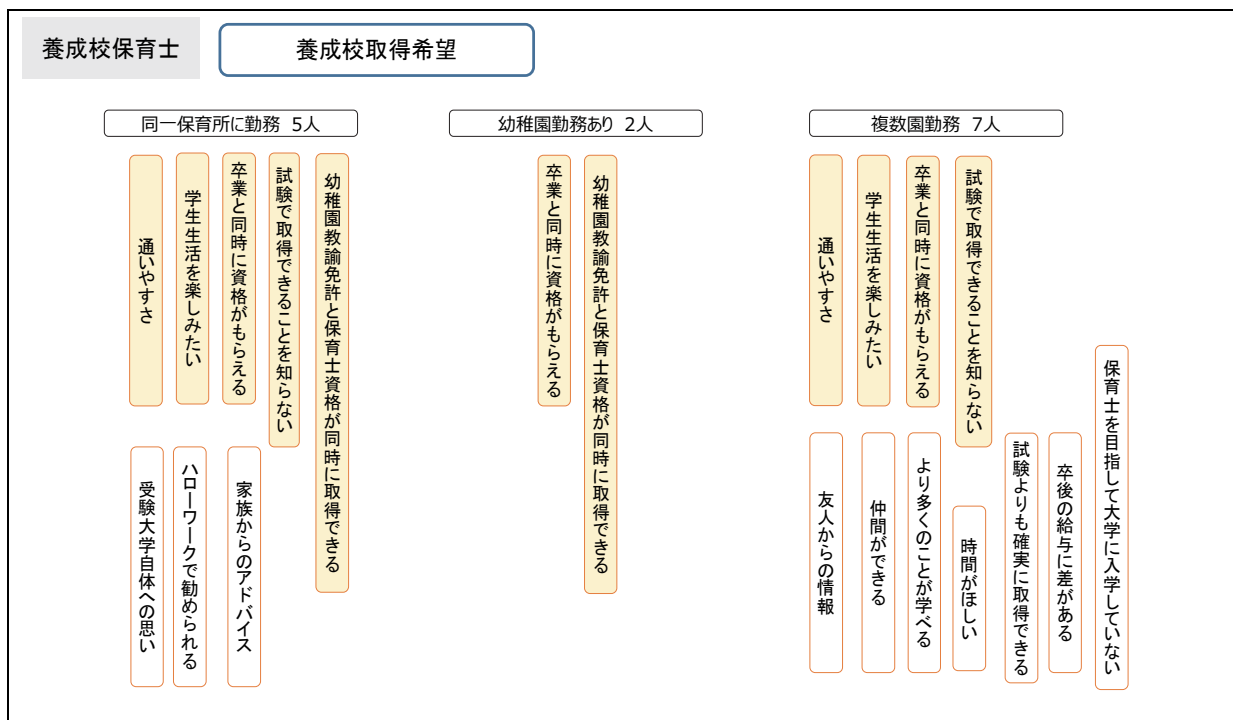 養成校保育士
養成校取得希望
同一保育所に勤務 5人
通いやすさ
学生生活を楽しみたい
卒業と同時に資格がもらえる
試験で取得できることを知らない
幼稚園教諭免許と保育士資格が同時に取得できる
受験大学自体への思い
ハローワークで勧められる
家族からのアドバイス
幼稚園勤務あり 2人
卒業と同時に資格がもらえる
幼稚園教諭免許と保育士資格が同時に取得できる
複数園勤務 7人
通いやすさ
学生生活を楽しみたい
卒業と同時に資格がもらえる
試験で取得できることを知らない
友人からの情報
仲間ができる
より多くのことが学べる
時間がほしい
試験よりも確実に取得できる
卒後の給与に差がある
保育士を目指して大学に入学していない